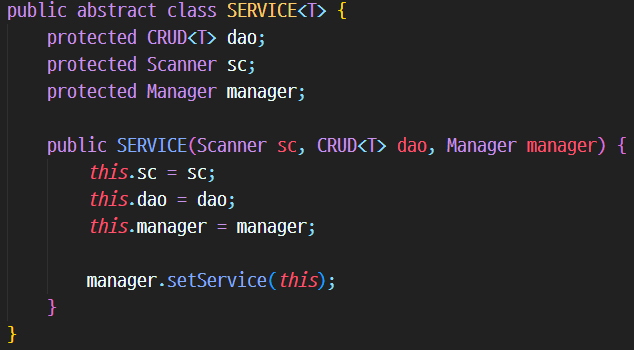 public abstract class SERVICE<T> {
protected CRUD<T> dao;
protected Scanner sc;
protected Manager manager;
public SERVICE(Scanner sc, CRUD<T> dao, Manager manager) {
this.sc = sc;
this.dao = dao;
this.manager = manager;
manager.setService(this);
}
}